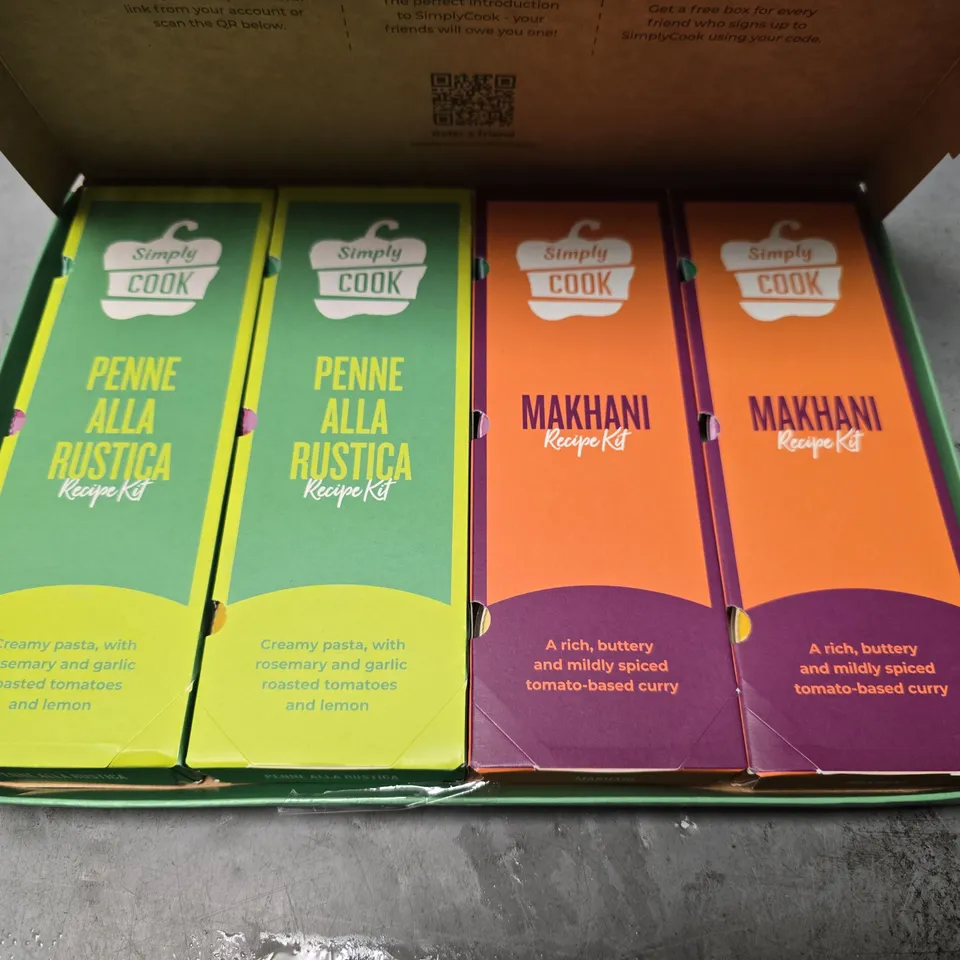 link from your account or
scan the QR below.
The perfect introduction
to SimplyCook - your
friends will owe you!
Get a free box for every
friend who signs up to
SimplyCook using your code.
Refer a friend
Simply
COOK
PENNE
ALLA
RUSTICA
Recipe Kit
Creamy pasta, with
rosemary and garlic
roasted tomatoes
and lemon
Simply
COOK
PENNE
ALLA
RUSTICA
Recipe Kit
Creamy pasta, with
rosemary and garlic
roasted tomatoes
and lemon
Simply
COOK
MAKHANI
Recipe Kit
A rich, buttery
and mildly spiced
tomato-based curry
Simply
COOK
MAKHANI
Recipe Kit
A rich, buttery
and mildly spiced
tomato-based curry
ALLA RUSTICA
PENNE ALLA RUSTICA
MAKHANI